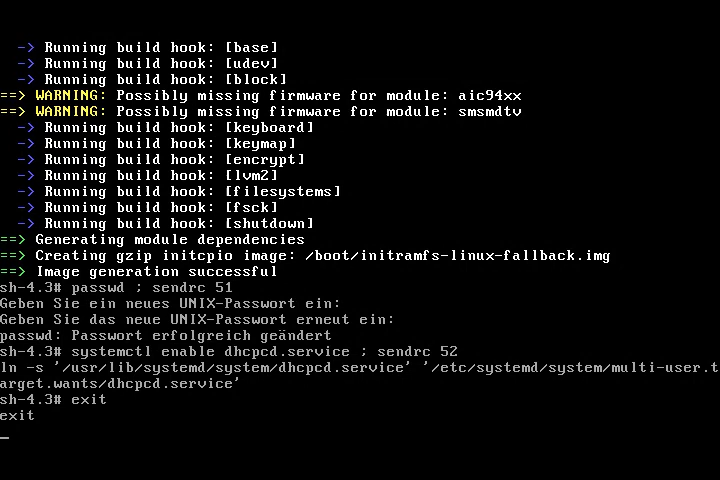 -> Running build hook: [base]
-> Running build hook: [udev]
-> Running build hook: [block]
==> WARNING: Possibly missing firmware for module: aic94xx
==> WARNING: Possibly missing firmware for module: smsmdtv
-> Running build hook: [keyboard]
-> Running build hook: [keymap]
-> Running build hook: [encrypt]
-> Running build hook: [lvm2]
-> Running build hook: [filesystems]
-> Running build hook: [fsck]
-> Running build hook: [shutdown]
==> Generating module dependencies
==> Creating gzip initcpio image: /boot/initramfs-linux-fallback.img
==> Image generation successful
sh-4.3# passwd ; sendrc 51
Geben Sie ein neues UNIX-Passwort ein:
Geben Sie das neue UNIX-Passwort erneut ein:
passwd: Passwort erfolgreich geändert
sh-4.3# systemctl enable dhcpcd.service ; sendrc 52
ln -s '/usr/lib/systemd/system/dhcpcd.service' '/etc/systemd/system/multi-user.t
arget.wants/dhcpcd.service'
sh-4.3# exit
exit
_